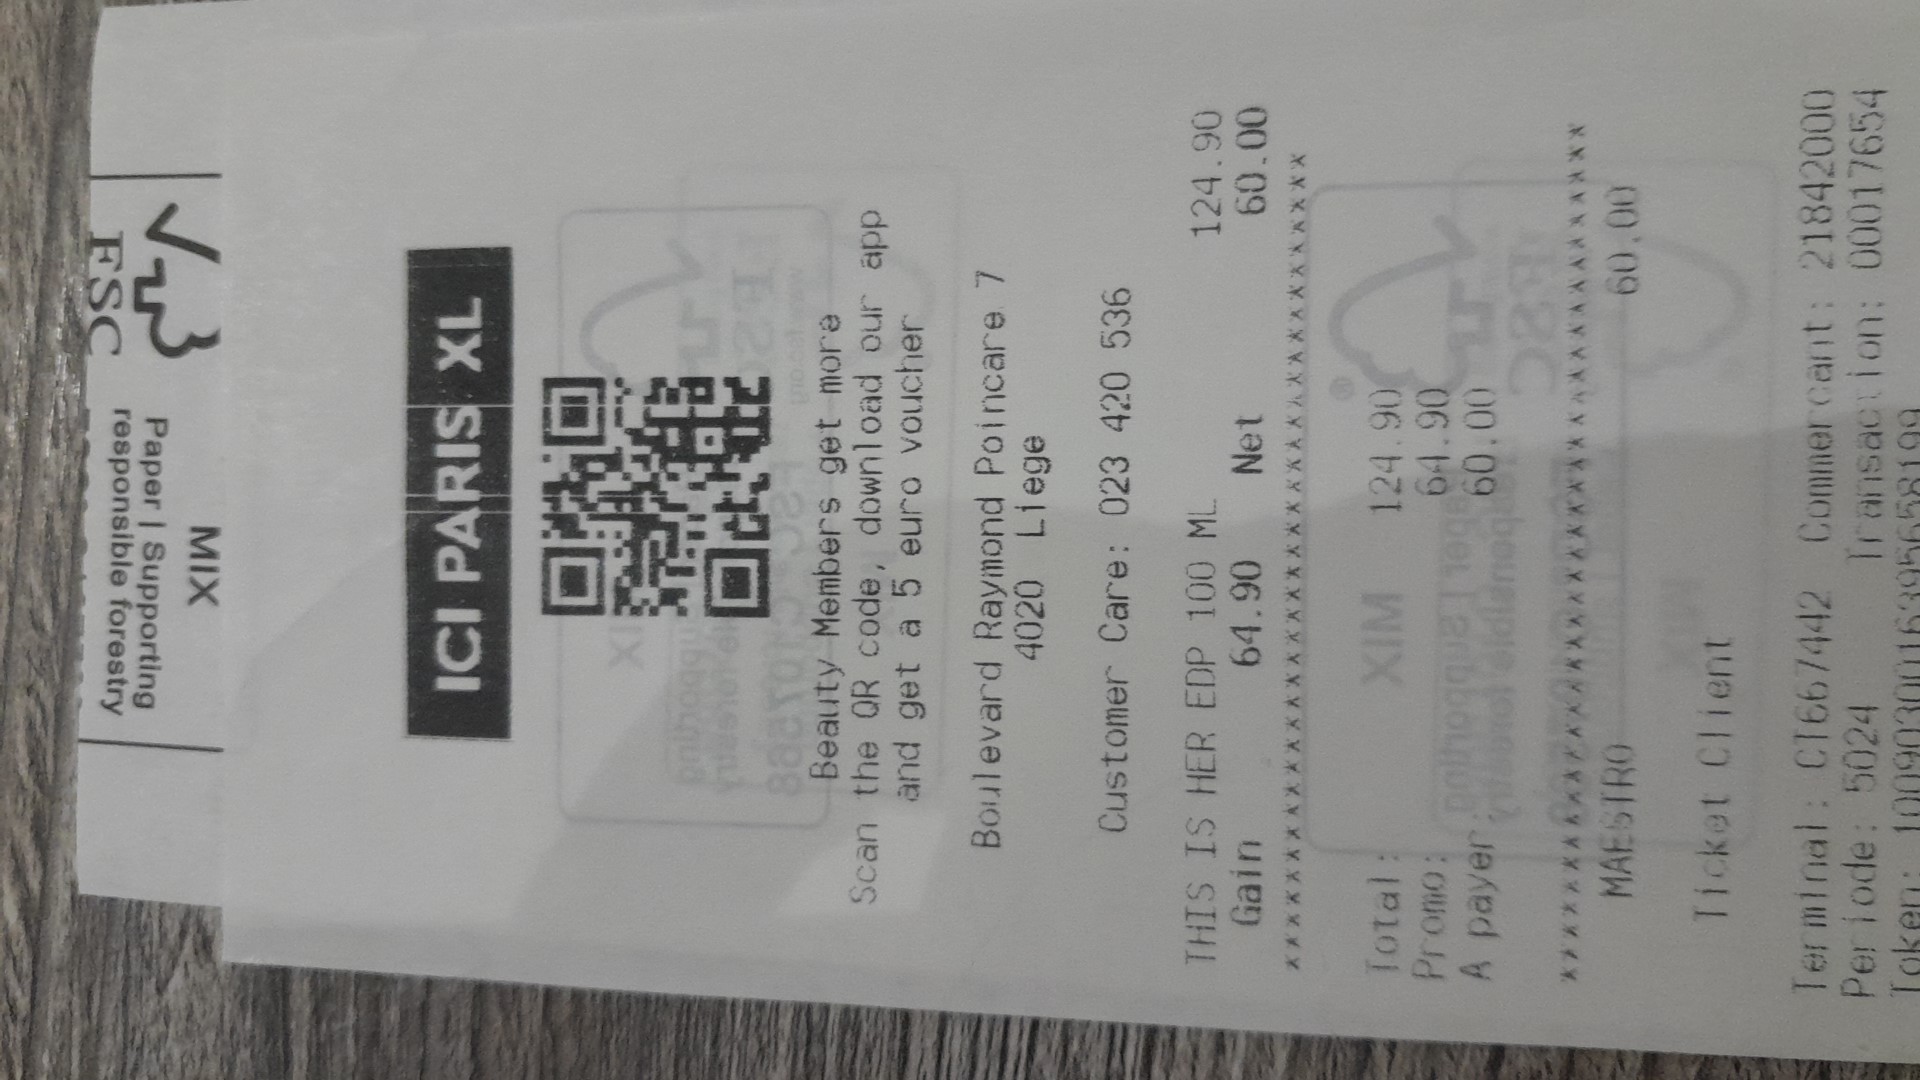 FSC
MIX
Paper | Supporting
responsible forestry
ICI PARIS XL
Beauty Members get more
Scan the QR code, download our app
and get a 5 euro voucher
Boulevard Raymond Poincare 7
4020 Liege
Customer Care: 023 420 536
THIS IS HER EDP 100 ML 124.90
Gain 64.90 Net 60.00
***********************************
Total: 124.90
Promo: 64.90
A payer: 60.00
***********************************
MAESTRO 60.00
Ticket Client
Terminal: CI667442 Commercant: 21842000
Periode: 5024 Transaction: 00017654